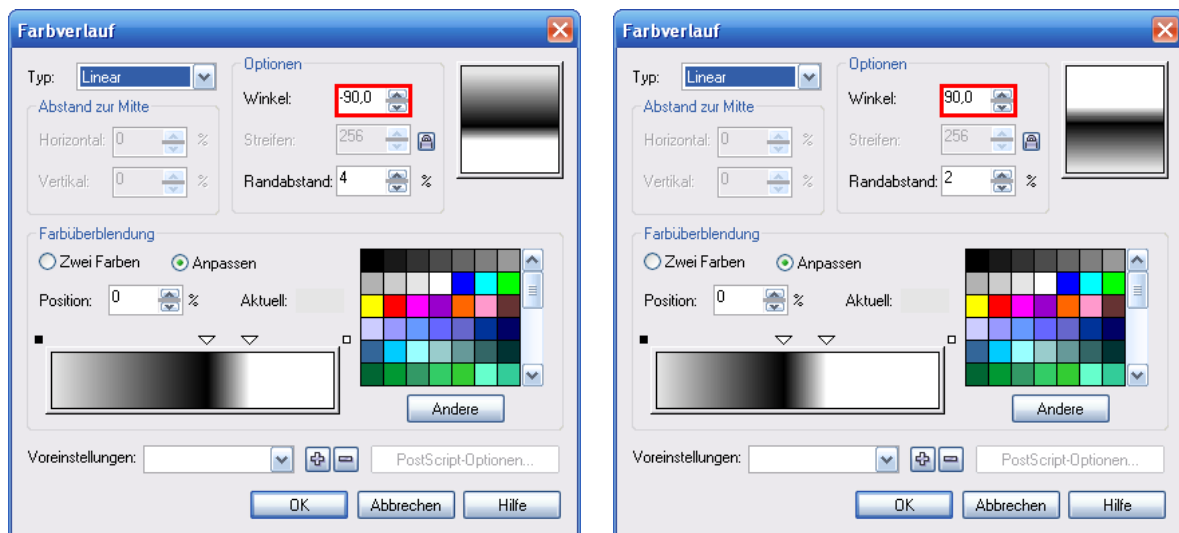 Farbverlauf
Typ: Linear
Optionen
Winkel: -90,0
Abstand zur Mitte
Horizontal: 0 %
Streifen: 256
Vertikal: 0 %
Randabstand: 4 %
Farbüberblendung
Zwei Farben Anpassen
Position: 0 % Aktuell:
Andere
Voreinstellungen: PostScript-Optionen...
OK Abbrechen Hilfe
Farbverlauf
Typ: Linear
Optionen
Winkel: 90,0
Abstand zur Mitte
Horizontal: 0 %
Streifen: 256
Vertikal: 0 %
Randabstand: 2 %
Farbüberblendung
Zwei Farben Anpassen
Position: 0 % Aktuell:
Andere
Voreinstellungen: PostScript-Optionen...
OK Abbrechen Hilfe